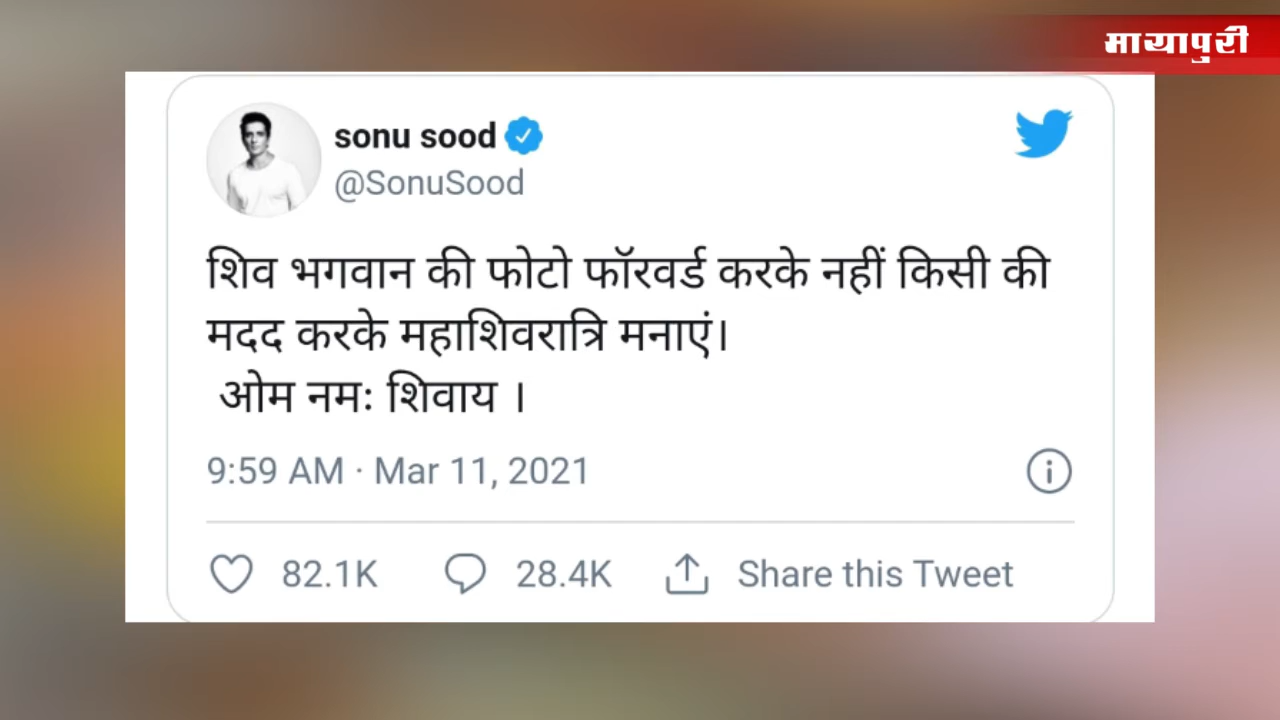 मायापुरी
sonu sood
@SonuSood
शिव भगवान की फोटो फॉरवर्ड करके नहीं किसी की
मदद करके महाशिवरात्रि मनाएं।
ओम नमः शिवाय ।
9:59 AM · Mar 11, 2021
82.1K 28.4K Share this Tweet